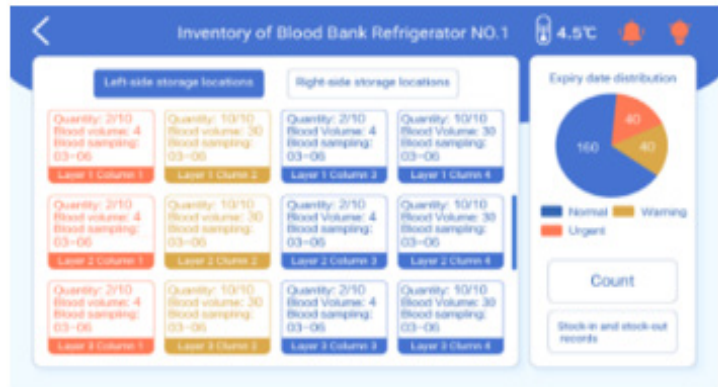 Inventory of Blood Bank Refrigerator NO.1
4.5℃
Left-side storage locations
Right-side storage locations
Quantity: 2/10
Blood volume: 4
Blood sampling:
03-06
Layer 1 Column 1
Quantity: 10/10
Blood volume: 30
Blood sampling:
03-06
Layer 1 Clumn 2
Quantity: 2/10
Blood Volume: 4
Blood sampling:
03-06
Layer 1 Column 3
Quantity: 10/10
Blood Volume: 30
Blood sampling:
03-06
Layer 1 Clumn 4
Quantity: 2/10
Blood volume: 4
Blood sampling:
03-06
Layer 2 Column 1
Quantity: 10/10
Blood volume: 30
Blood sampling:
03-06
Layer 2 Clumn 2
Quantity: 2/10
Blood Volume: 4
Blood sampling:
03-06
Layer 2 Column 3
Quantity: 10/10
Blood Volume: 30
Blood sampling:
03-06
Layer 2 Clumn 4
Quantity: 2/10
Blood volume: 4
Blood sampling:
03-06
Layer 3 Column 1
Quantity: 10/10
Blood volume: 30
Blood sampling:
03-06
Layer 3 Clumn 2
Quantity: 2/10
Blood Volume: 4
Blood sampling:
03-06
Layer 3 Column 3
Quantity: 10/10
Blood Volume: 30
Blood sampling:
03-06
Layer 3 Clumn 4
Expiry date distribution
40
160
40
Normal
Warning
Urgent
Count
Stock-in and stock-out
records